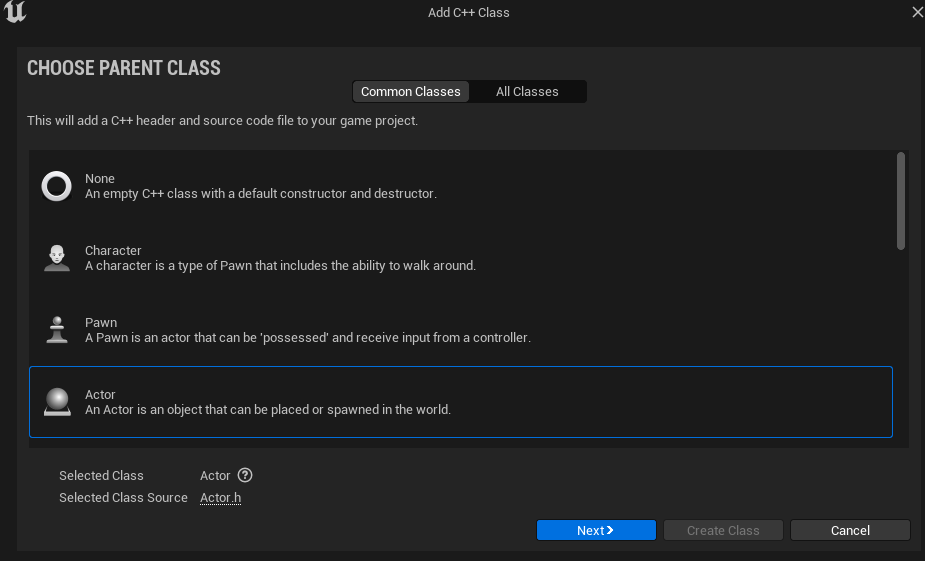 Add C++ Class
CHOOSE PARENT CLASS
Common Classes
All Classes
This will add a C++ header and source code file to your game project.
None
An empty C++ class with a default constructor and destructor.
Character
A character is a type of Pawn that includes the ability to walk around.
Pawn
A Pawn is an actor that can be 'possessed' and receive input from a controller.
Actor
An Actor is an object that can be placed or spawned in the world.
Selected Class Actor ?
Selected Class Source Actor.h
Next
Create Class
Cancel